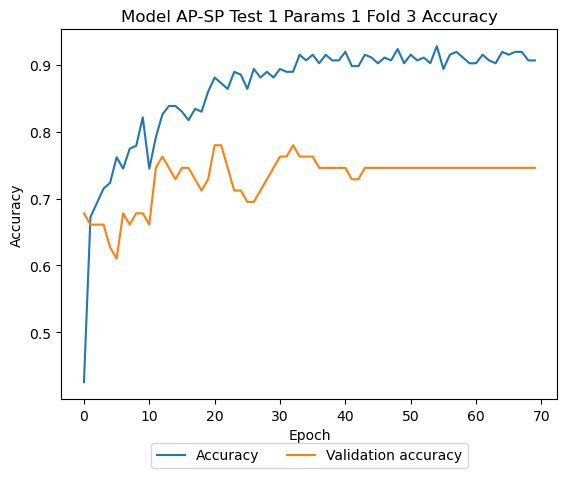 Model AP-SP Test 1 Params 1 Fold 3 Accuracy
Accuracy
0.9
0.8
0.7
0.6
0.5
0 10 20 30 40 50 60 70
Epoch
Accuracy Validation accuracy